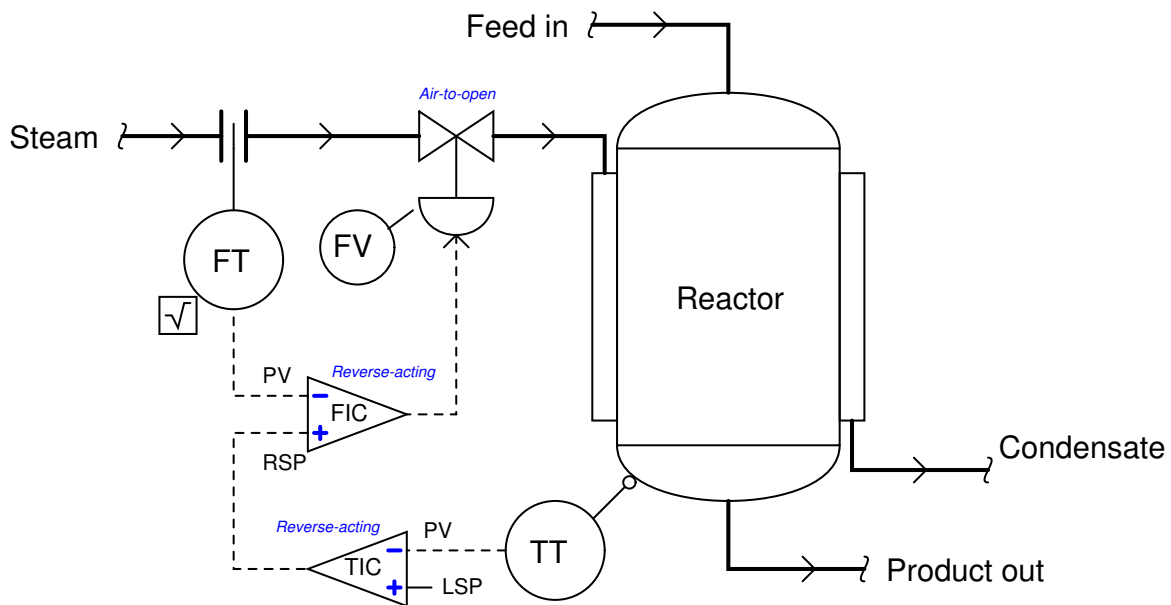 Feed in
Air-to-open
Steam
FT
FV
√
Reactor
PV
Reverse-acting
−
FIC
+
RSP
Condensate
Reverse-acting
PV
−
TIC
TT
+
LSP
Product out